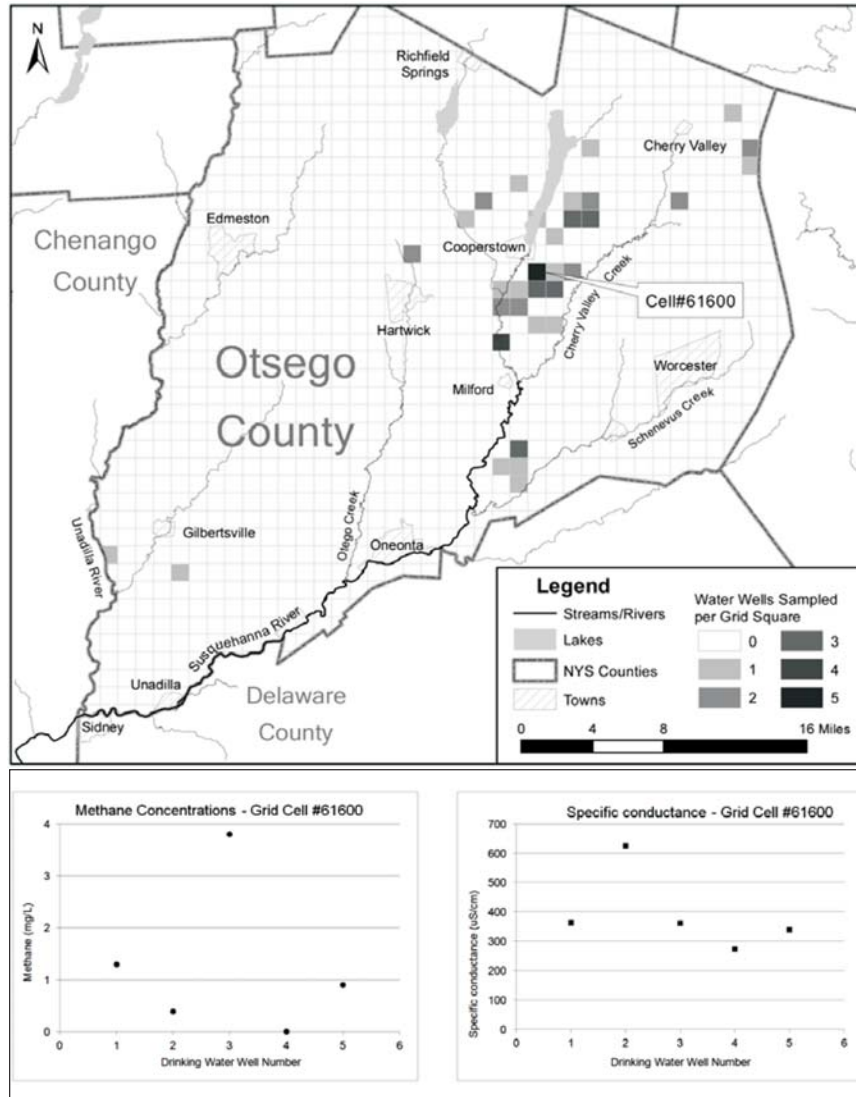 N
Richfield
Springs
Cherry Valley
Edmeston
Chenango
County
Cooperstown
Cherry Valley Creek
Cell#61600
Hartwick
Otsego
County
Worcester
Milford
Schenevus Creek
Unadilla River
Gilbertsville
Otego Creek
Oneonta
Susquehanna River
Unadilla
Delaware
County
Sidney
Legend
Streams/Rivers
Lakes
NYS Counties
Towns
Water Wells Sampled
per Grid Square
0
1
2
3
4
5
0 4 8 16 Miles
Methane Concentrations - Grid Cell #61600
Methane (mg/L)
4
3
2
1
0
0 1 2 3 4 5 6
Drinking Water Well Number
Specific conductance - Grid Cell #61600
Specific conductance (uS/cm)
700
600
500
400
300
200
100
0
0 1 2 3 4 5 6
Drinking Water Well Number